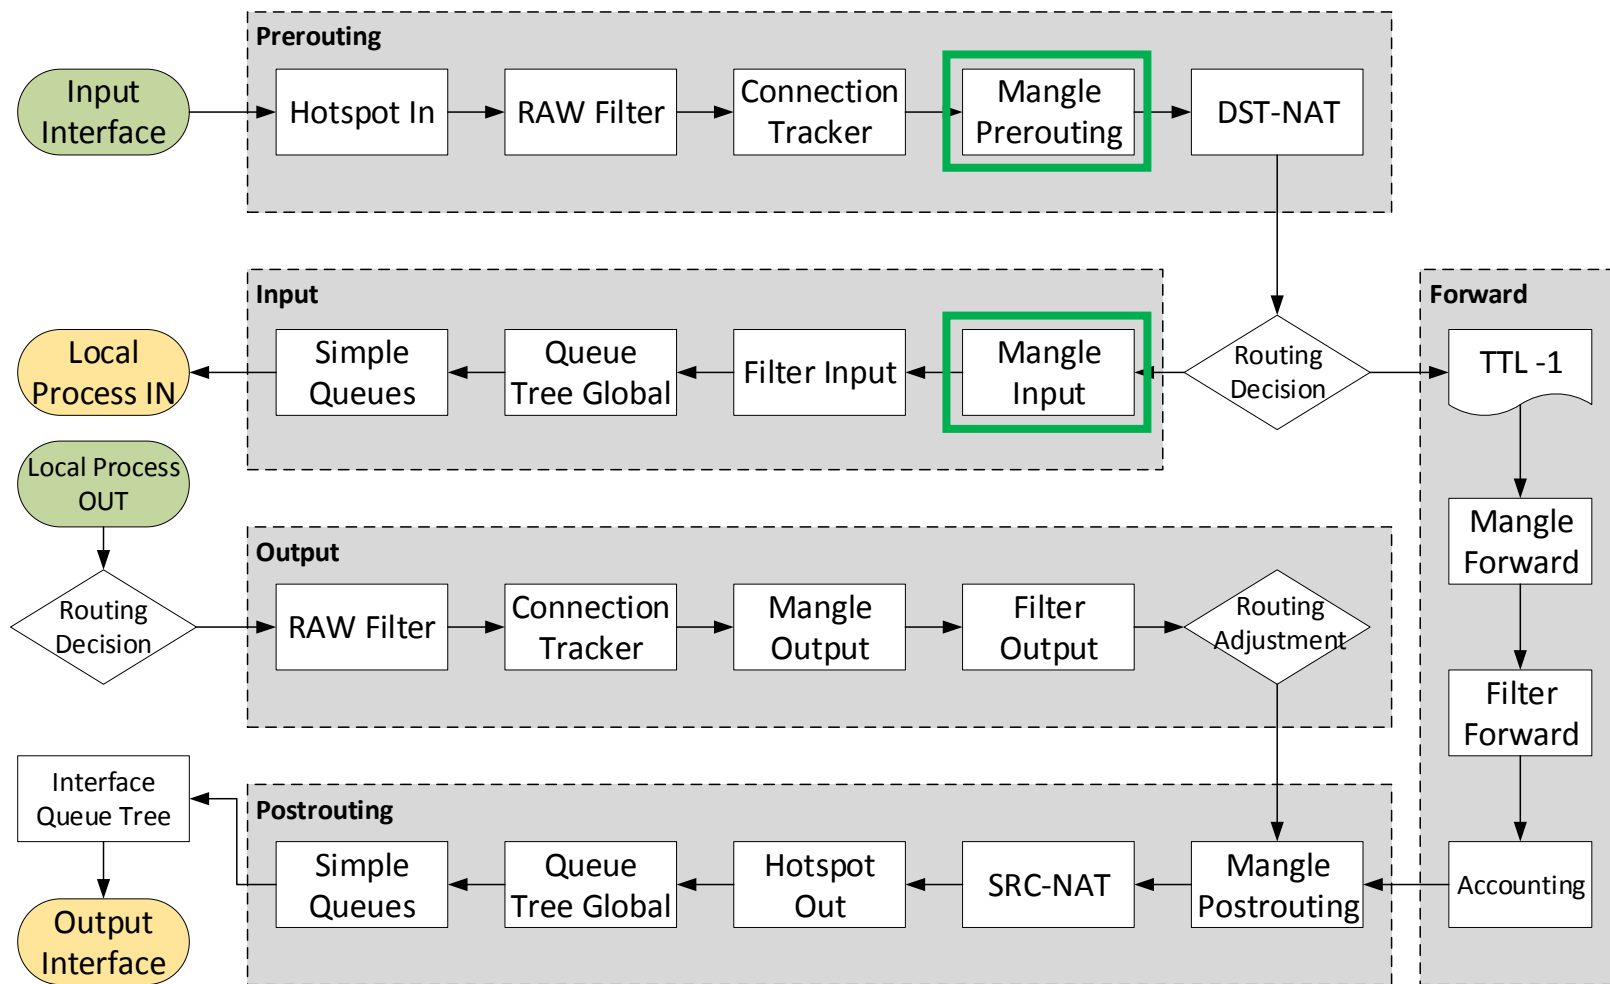 Prerouting
Input
Interface
Hotspot In
RAW Filter
Connection
Tracker
Mangle
Prerouting
DST-NAT
Input
Local
Process IN
Simple
Queues
Queue
Tree Global
Filter Input
Mangle
Input
Routing
Decision
Forward
TTL -1
Mangle
Forward
Filter
Forward
Accounting
Local Process
OUT
Routing
Decision
Output
RAW Filter
Connection
Tracker
Mangle
Output
Filter
Output
Routing
Adjustment
Interface
Queue Tree
Output
Interface
Postrouting
Simple
Queues
Queue
Tree Global
Hotspot
Out
SRC-NAT
Mangle
Postrouting